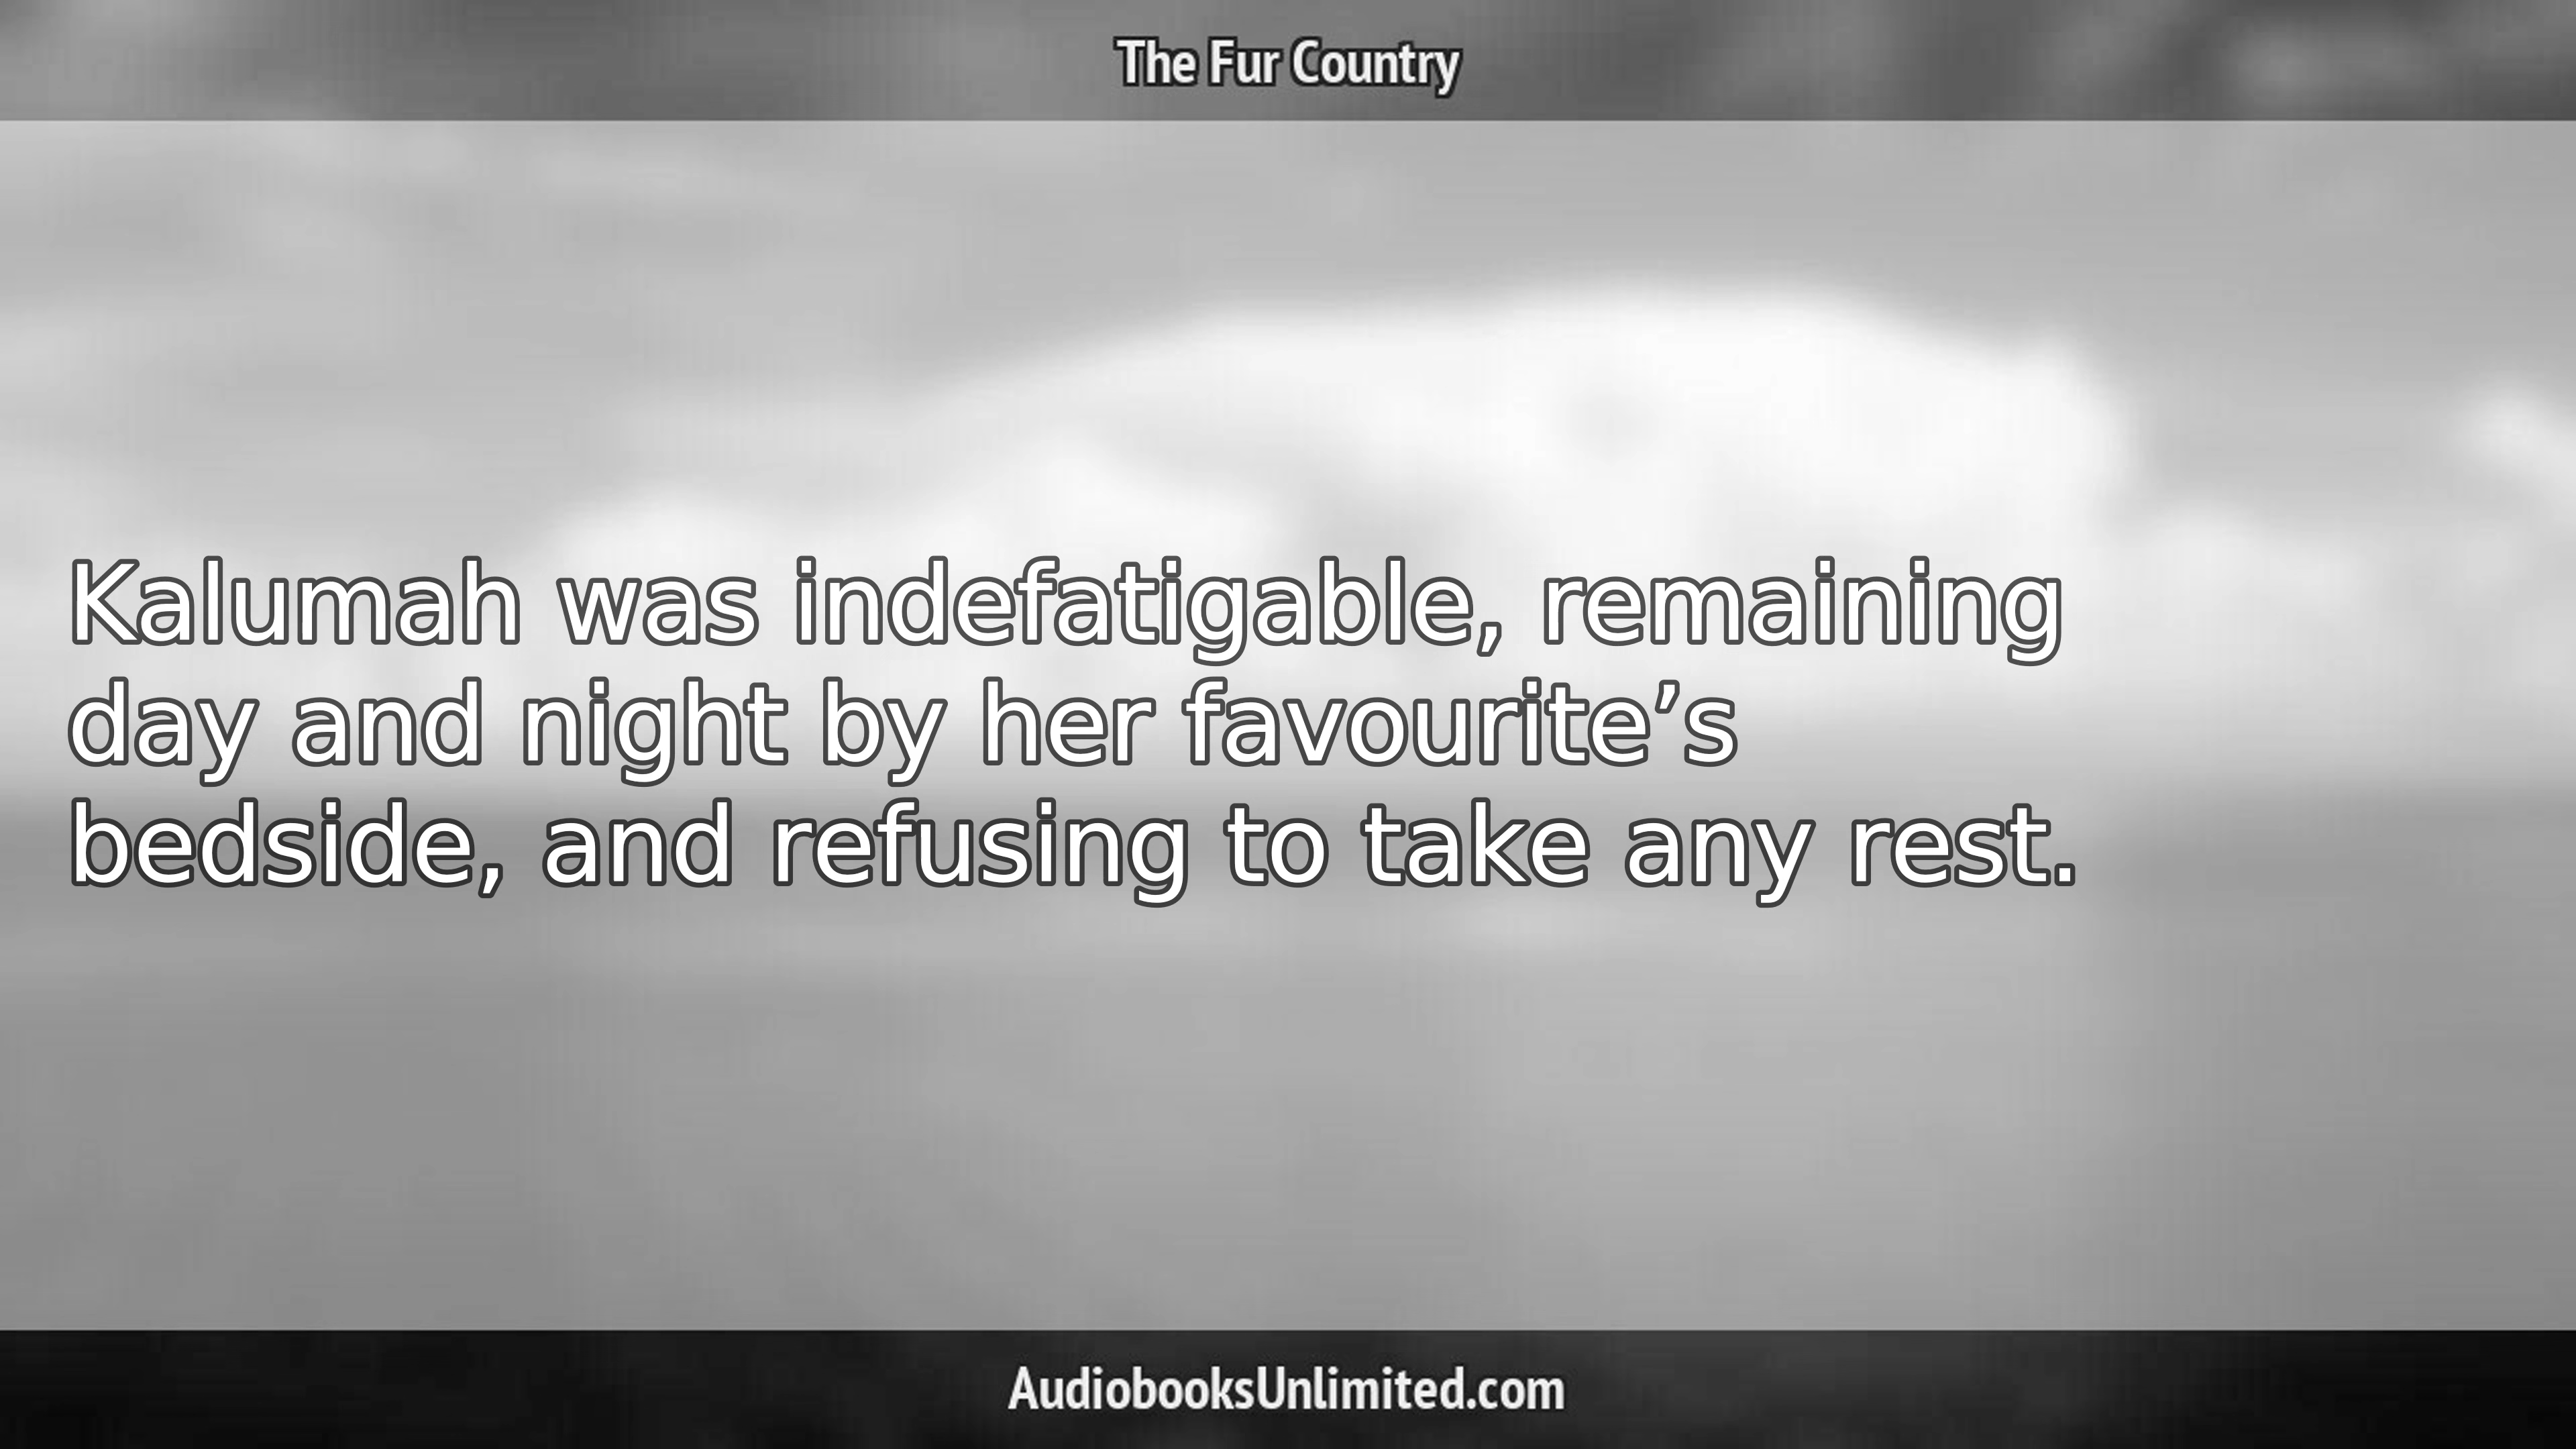 The Fur Country
Kalumah was indefatigable, remaining
day and night by her favourite’s
bedside, and refusing to take any rest.
AudiobooksUnlimited.com